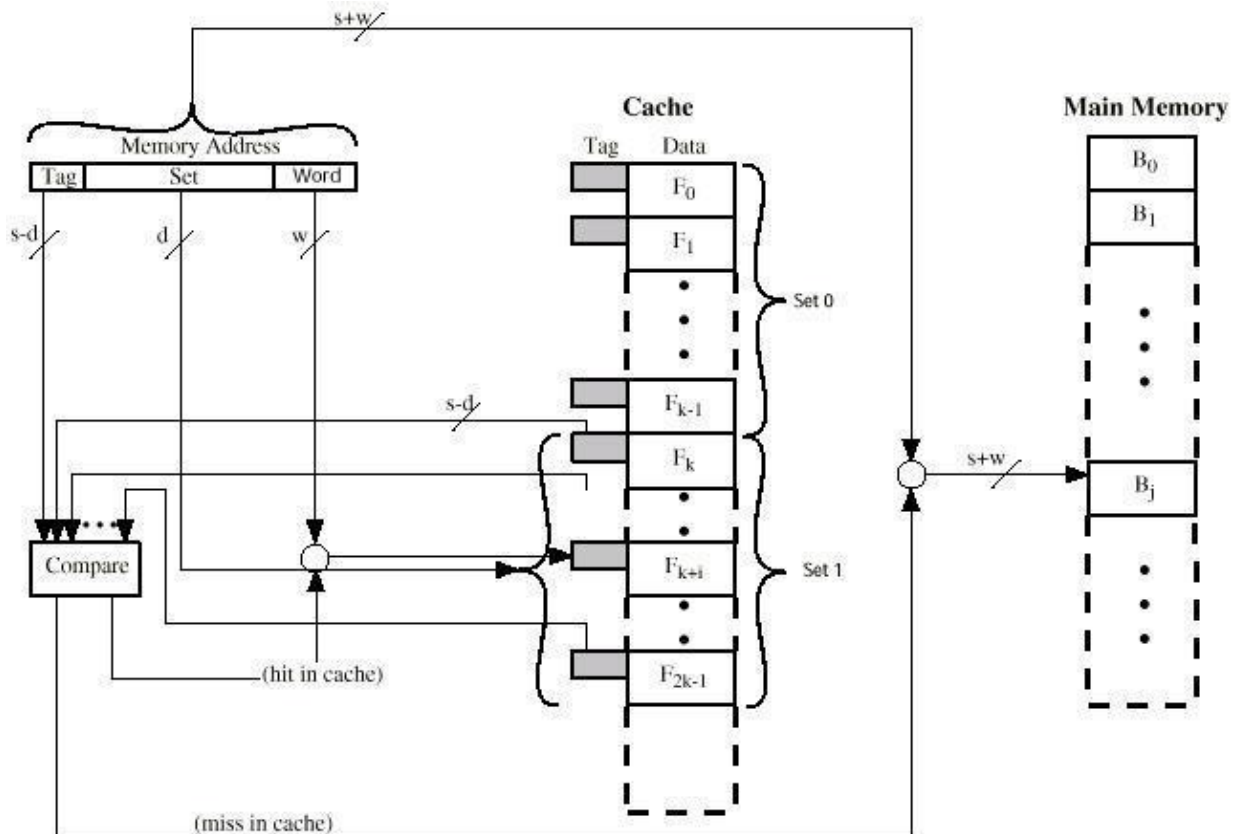 s+w
Cache
Main Memory
Memory Address
Tag Set Word
Tag Data
F0
F1
Set 0
Fk-1
Fk
Fk+i
Set 1
F2k-1
B0
B1
Bj
s-d
d
w
s-d
s+w
Compare
(hit in cache)
(miss in cache)